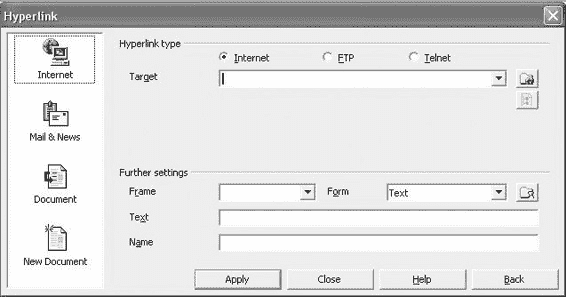 Hyperlink
Internet
Mail & News
Document
New Document
Hyperlink type
Internet FTP Telnet
Target
Further settings
Frame Form Text
Text
Name
Apply Close Help Back